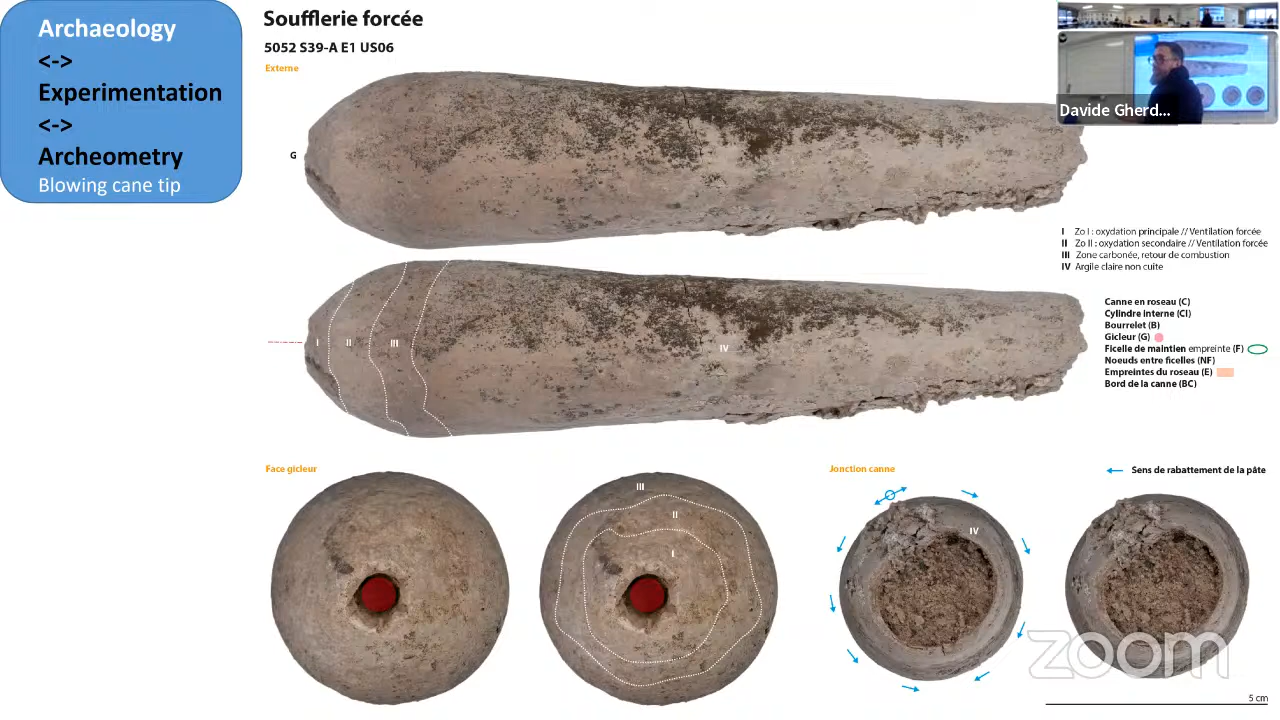 Archaeology
<->
Experimentation
<->
Archeometry
Blowing cane tip
Soufflerie forcée
5052 S39-A E1 US06
Externe
G
Davide Gherd...
I Zo I : oxydation principale // Ventilation forcée
II Zo II : oxydation secondaire // Ventilation forcée
III Zone carbonée, retour de combustion
IV Argile claire non cuite
I II III IV
Canne en roseau (C)
Cylindre interne (CI)
Bourrelet (B)
Gicleur (G)
Ficelle de maintien empreinte (F)
Noeuds entre ficelles (NF)
Empreintes du roseau (E)
Bord de la canne (BC)
Face gicleur
III
II
I
Jonction canne
Sens de rabattement de la pâte
IV
zoom
5 cm